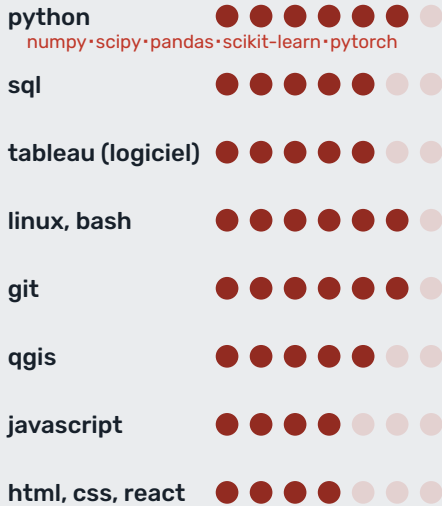 python
numpy·scipy·pandas·scikit-learn·pytorch
sql
tableau (logiciel)
linux, bash
git
qgis
javascript
html, css, react